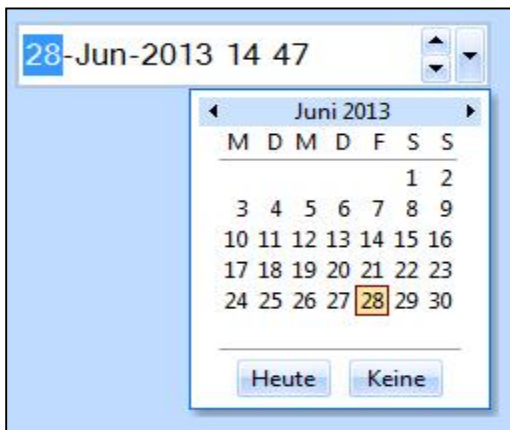 28-Jun-2013 14 47
Juni 2013
M D M D F S S
1 2
3 4 5 6 7 8 9
10 11 12 13 14 15 16
17 18 19 20 21 22 23
24 25 26 27 28 29 30
Heute Keine